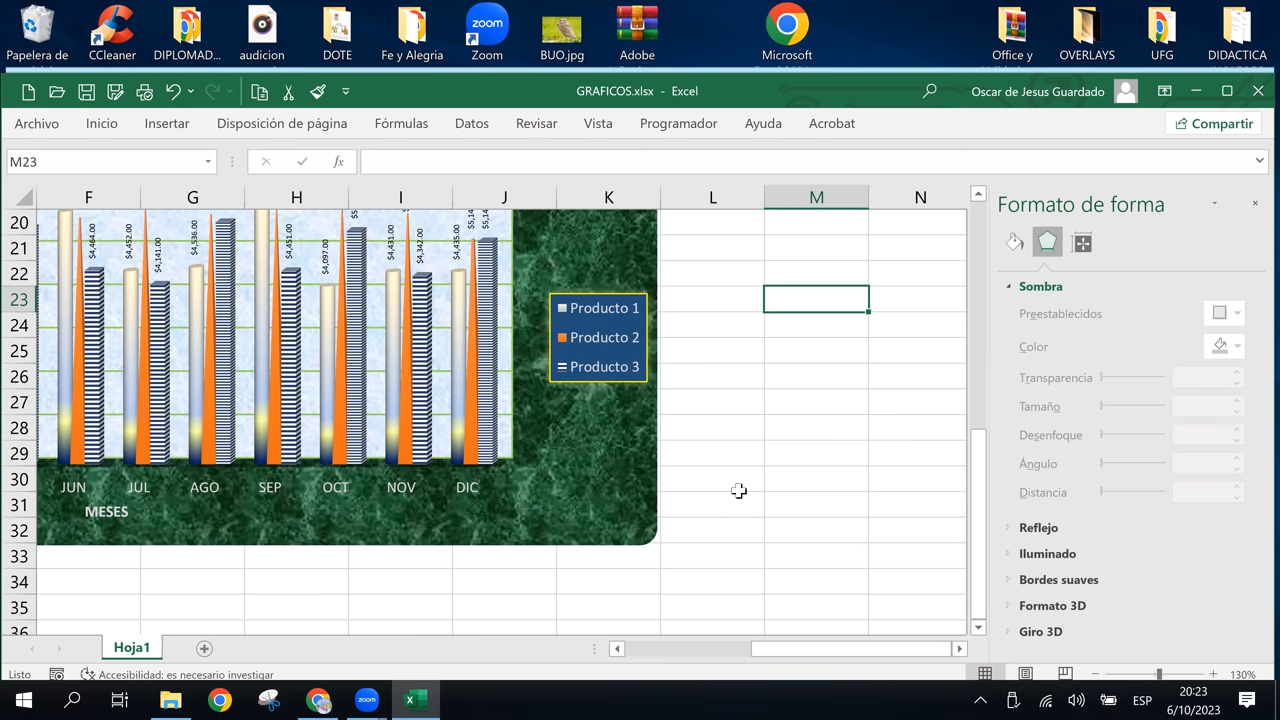 Papelera de
CCleaner
DIPLOMAD...
audicion
DOTE
Fe y Alegria
Zoom
BUO.jpg
Adobe
Microsoft
Office y
OVERLAYS
UFG
DIDACTICA
zoom
GRAFICOS.xlsx - Excel
Oscar de Jesus Guardado
Archivo
Inicio
Insertar
Disposición de página
Fórmulas
Datos
Revisar
Vista
Programador
Ayuda
Acrobat
Compartir
M23
fx
F G H I J K L M N
20
21
22
23
24
25
26
27
28
29
30
31
32
33
34
35
36
$4,464.00
$4,452.00
$4,141.00
$4,536.00
$4,451.00
$4,097.00
$4,431.00
$4,342.00
$4,435.00
Producto 1
Producto 2
Producto 3
JUN JUL AGO SEP OCT NOV DIC
MESES
Formato de forma
Sombra
Preestablecidos
Color
Transparencia
Tamaño
Desenfoque
Ángulo
Distancia
Reflejo
Iluminado
Bordes suaves
Formato 3D
Giro 3D
Hoja1
Listo
Accesibilidad: es necesario investigar
130%
zoom
ESP
20:23
6/10/2023